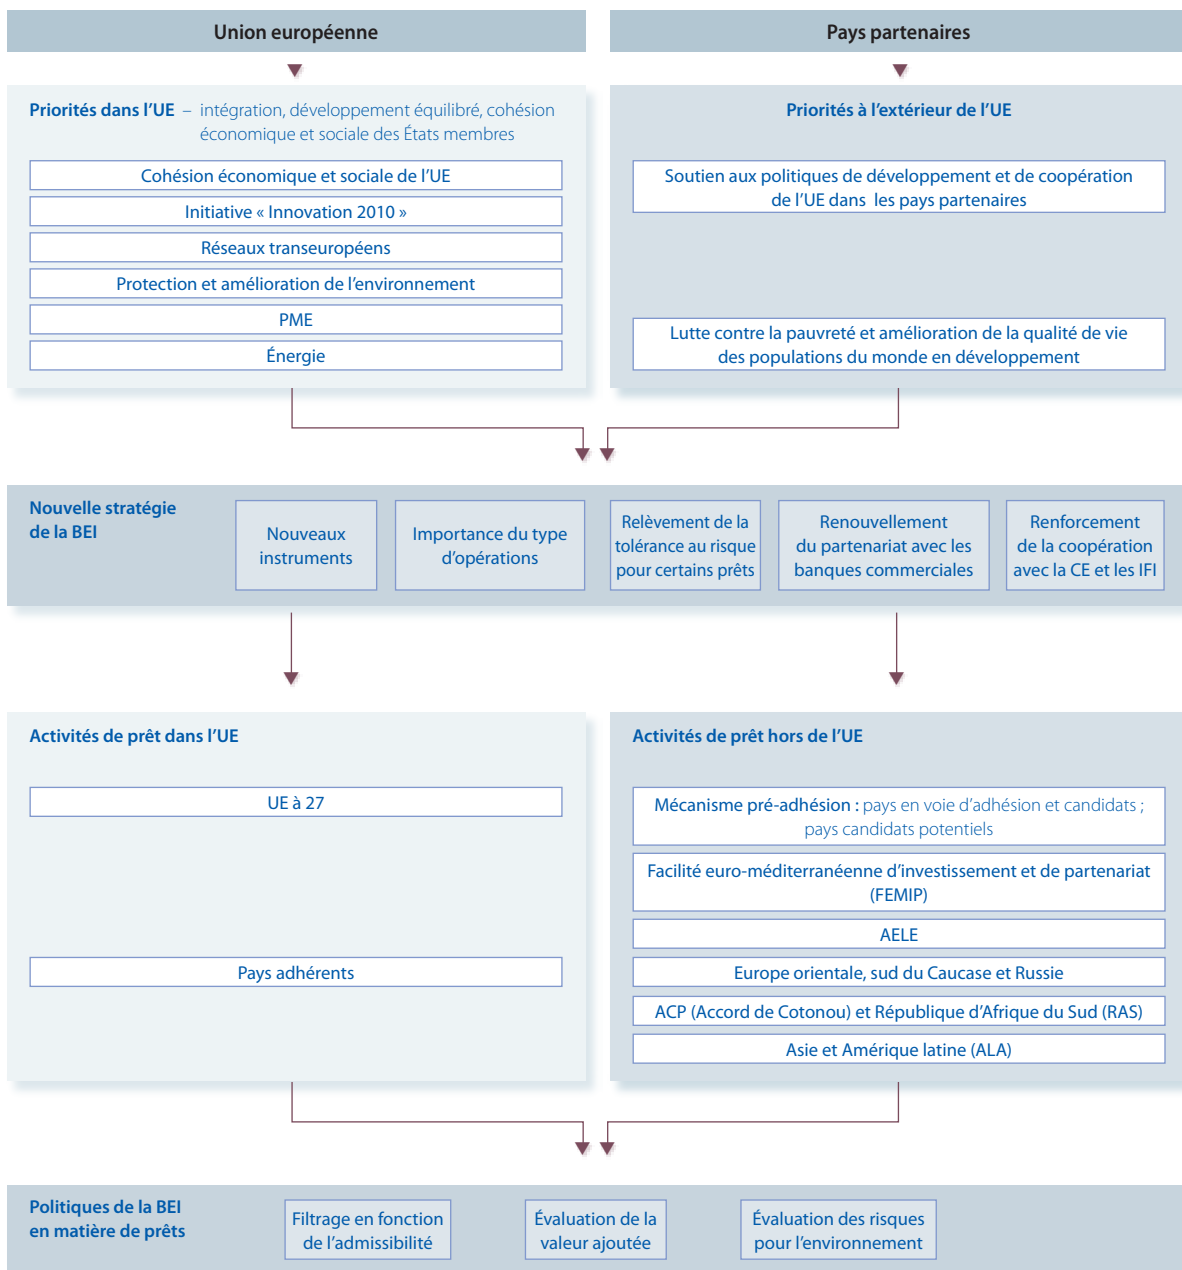 Union européenne
Pays partenaires
Priorités dans l'UE – intégration, développement équilibré, cohésion
économique et sociale des États membres
Cohésion économique et sociale de l'UE
Initiative « Innovation 2010 »
Réseaux transeuropéens
Protection et amélioration de l'environnement
PME
Énergie
Priorités à l'extérieur de l'UE
Soutien aux politiques de développement et de coopération
de l'UE dans les pays partenaires
Lutte contre la pauvreté et amélioration de la qualité de vie
des populations du monde en développement
Nouvelle stratégie
de la BEI
Nouveaux
instruments
Importance du type
d'opérations
Relèvement de la
tolérance au risque
pour certains prêts
Renouvellement
du partenariat avec les
banques commerciales
Renforcement
de la coopération
avec la CE et les IFI
Activités de prêt dans l'UE
UE à 27
Pays adhérents
Activités de prêt hors de l'UE
Mécanisme pré-adhésion : pays en voie d'adhésion et candidats ;
pays candidats potentiels
Facilité euro-méditerranéenne d'investissement et de partenariat
(FEMIP)
AELE
Europe orientale, sud du Caucase et Russie
ACP (Accord de Cotonou) et République d'Afrique du Sud (RAS)
Asie et Amérique latine (ALA)
Politiques de la BEI
en matière de prêts
Filtrage en fonction
de l'admissibilité
Évaluation de la
valeur ajoutée
Évaluation des risques
pour l'environnement